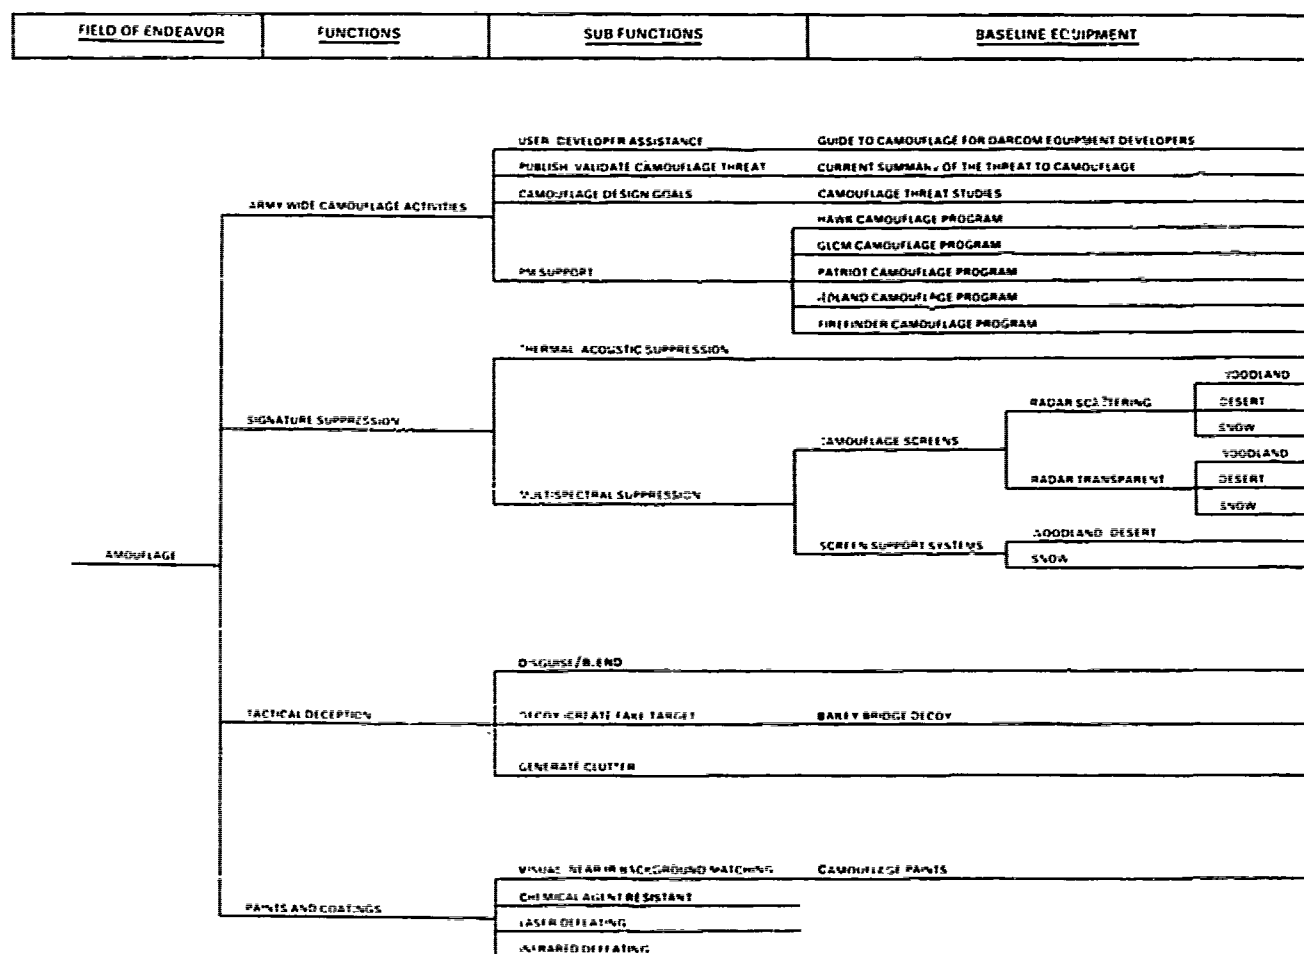 FIELD OF ENDEAVOR
FUNCTIONS
SUB FUNCTIONS
BASELINE EQUIPMENT
USER DEVELOPER ASSISTANCE
GUIDE TO CAMOUFLAGE FOR DARCOM EQUIPMENT DEVELOPERS
PUBLISH VALIDATE CAMOUFLAGE THREAT
CURRENT SUMMARY OF THE THREAT TO CAMOUFLAGE
CAMOUFLAGE DESIGN GOALS
CAMOUFLAGE THREAT STUDIES
ARMY WIDE CAMOUFLAGE ACTIVITIES
HAWK CAMOUFLAGE PROGRAM
GLCM CAMOUFLAGE PROGRAM
PM SUPPORT
PATRIOT CAMOUFLAGE PROGRAM
CAMOUFLAGE PROGRAM
FIREFINDER CAMOUFLAGE PROGRAM
THERMAL ACOUSTIC SUPPRESSION
WOODLAND
RADAR SCATTERING
DESERT
SNOW
SIGNATURE SUPPRESSION
CAMOUFLAGE SCREENS
WOODLAND
RADAR TRANSPARENT
DESERT
SNOW
MULTISPECTRAL SUPPRESSION
WOODLAND DESERT
SCREEN SUPPORT SYSTEMS
SNOW
AMOUFLAGE
DISGUISE/BLEND
TACTICAL DECEPTION
DECOY (CREATE FAKE TARGET
BAILEY BRIDGE DECOY
GENERATE CLUTTER
VISUAL NEAR IR BACKGROUND MATCHING
CAMOUFLAGE PAINTS
CHEMICAL AGENT RESISTANT
PAINTS AND COATINGS
LASER DEFEATING
INFRARED DEFEATING